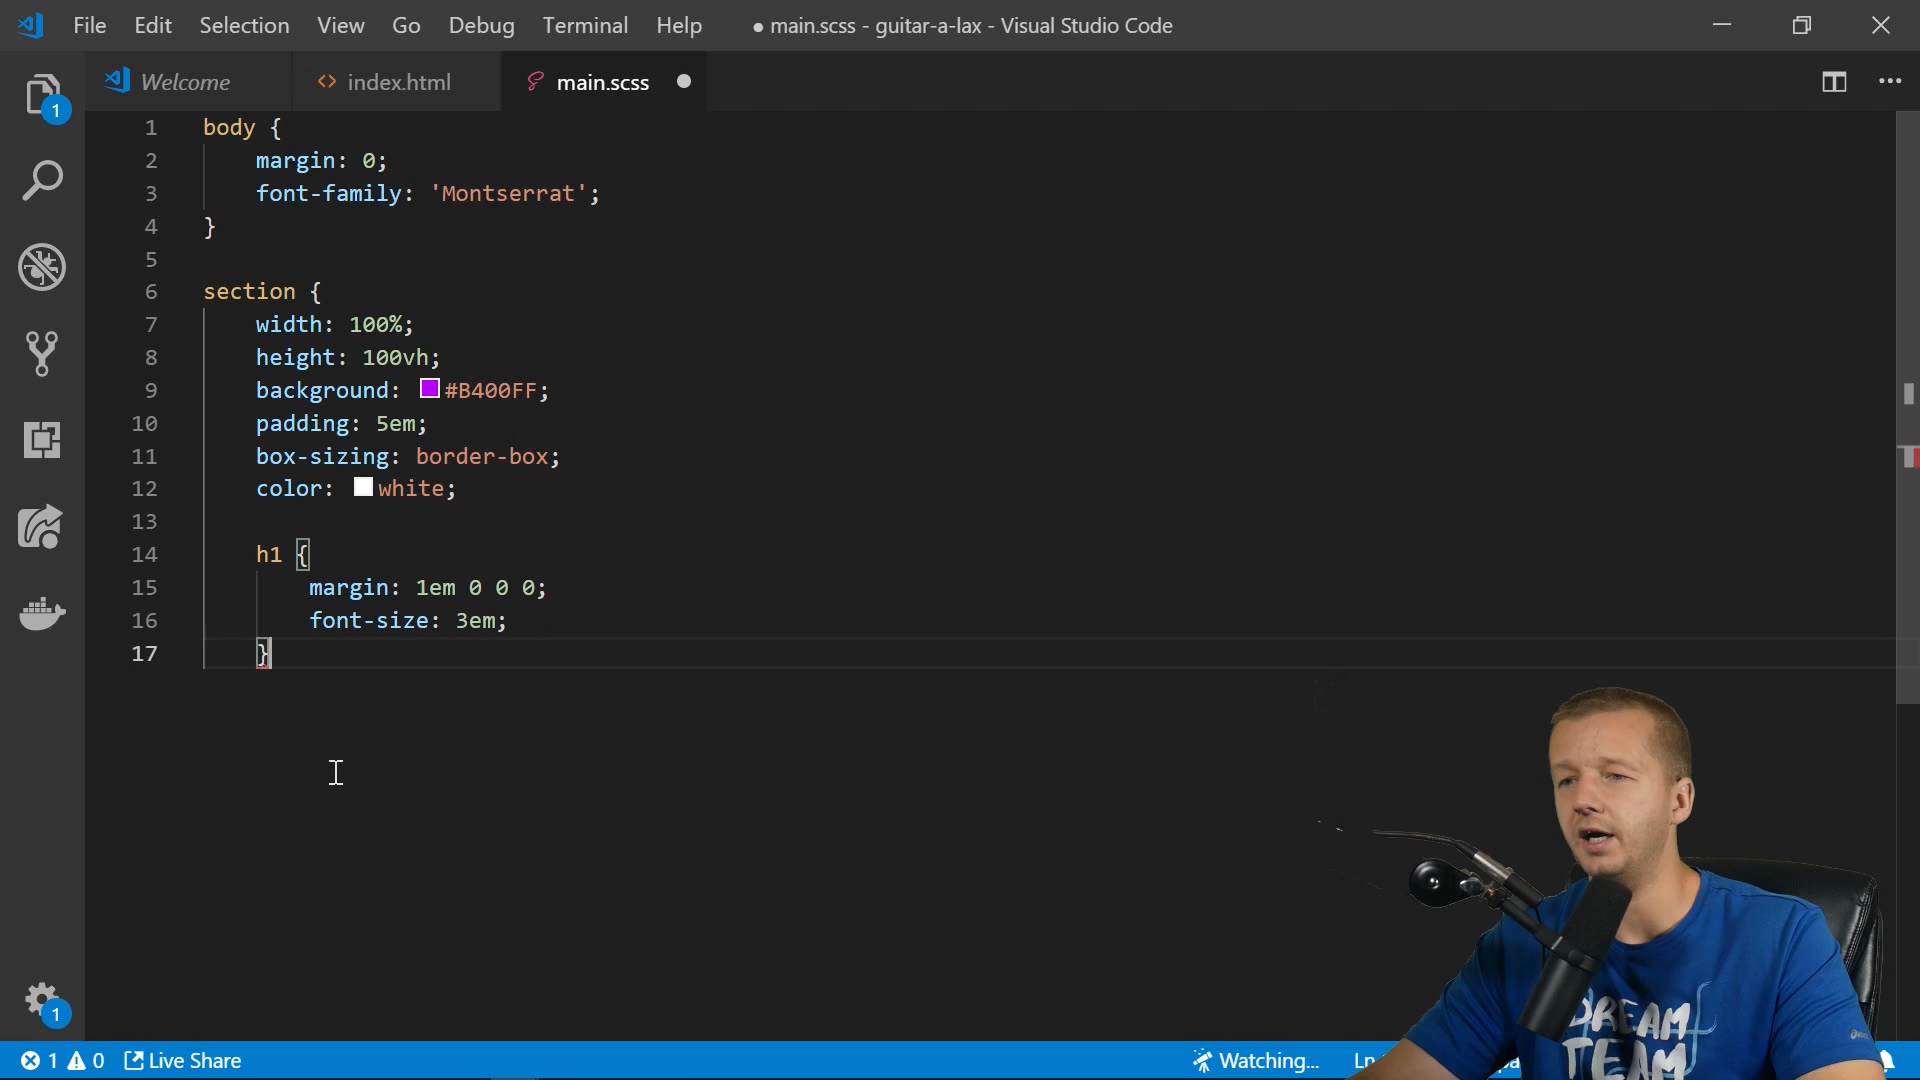 File Edit Selection View Go Debug Terminal Help ● main.scss - guitar-a-lax - Visual Studio Code
Welcome index.html main.scss
1 body {
2 margin: 0;
3 font-family: 'Montserrat';
4 }
5
6 section {
7 width: 100%;
8 height: 100vh;
9 background: #B400FF;
10 padding: 5em;
11 box-sizing: border-box;
12 color: white;
13
14 h1 {
15 margin: 1em 0 0 0;
16 font-size: 3em;
17 }
1
1
DREAM
TEAM
1 0 Live Share Watching... Ln